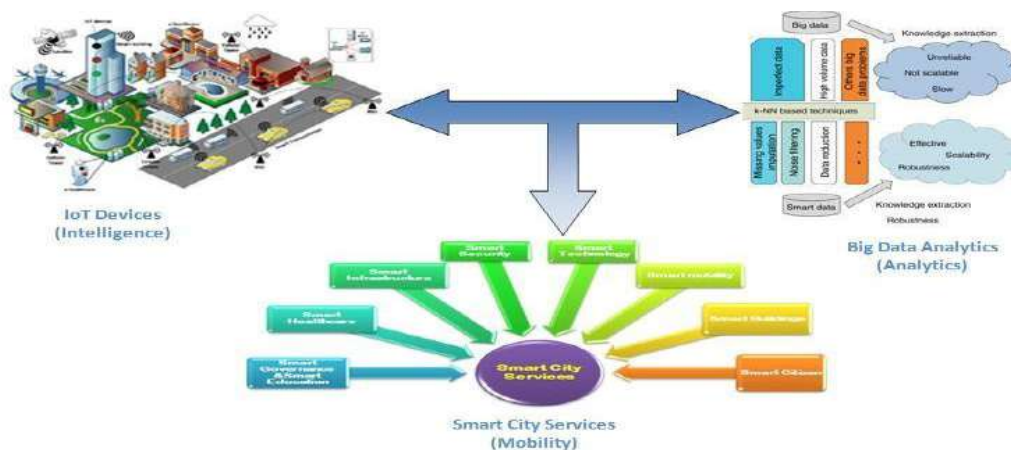 IoT devices
IoT Devices
(Intelligence)
Big data
Knowledge extraction
Imperfect data
High volume data
Others big
data problems
Unreliable
Not scalable
Slow
k-NN based techniques
Missing values
imputation
Noise filtering
Data reduction
. . .
Effective
Scalability
Robustness
Smart data
Knowledge extraction
Robustness
Big Data Analytics
(Analytics)
Smart
Security
Smart
Technology
Smart
Smart mobility
Smart
Healthcare
Smart Buildings
Smart
Governance
&Smart
Education
Smart City
Services
Smart Citizen
Smart City Services
(Mobility)